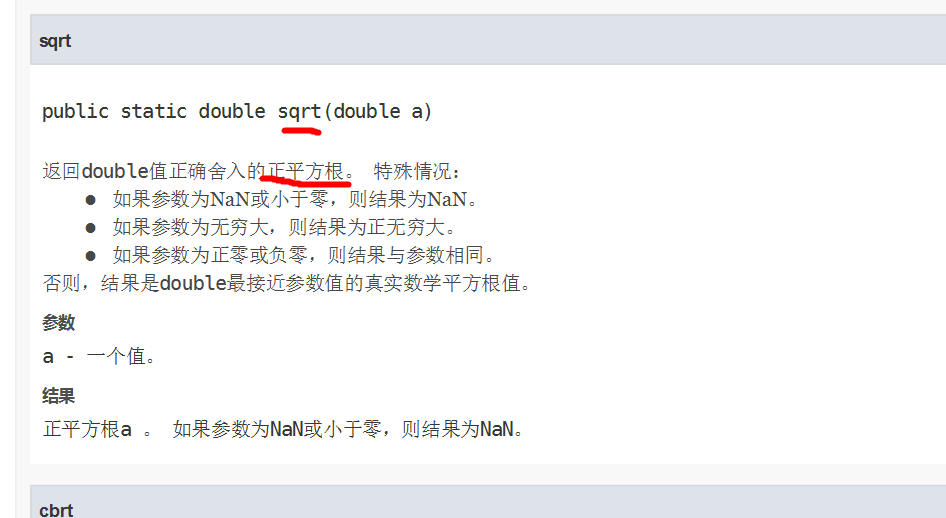 sqrt
public static double sqrt(double a)
返回double值正确舍入的正平方根。 特殊情况：
● 如果参数为NaN或小于零，则结果为NaN。
● 如果参数为无穷大，则结果为正无穷大。
● 如果参数为正零或负零，则结果与参数相同。
否则，结果是double最接近参数值的真实数学平方根值。
参数
a - 一个值。
结果
正平方根a 。 如果参数为NaN或小于零，则结果为NaN。
cbrt